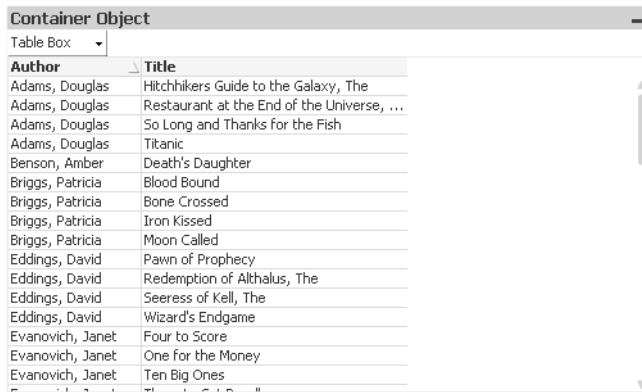 Container Object
Table Box
Author Title
Adams, Douglas Hitchhikers Guide to the Galaxy, The
Adams, Douglas Restaurant at the End of the Universe, ...
Adams, Douglas So Long and Thanks for the Fish
Adams, Douglas Titanic
Benson, Amber Death's Daughter
Briggs, Patricia Blood Bound
Briggs, Patricia Bone Crossed
Briggs, Patricia Iron Kissed
Briggs, Patricia Moon Called
Eddings, David Pawn of Prophecy
Eddings, David Redemption of Althalus, The
Eddings, David Seeress of Kell, The
Eddings, David Wizard's Endgame
Evanovich, Janet Four to Score
Evanovich, Janet One for the Money
Evanovich, Janet Ten Big Ones